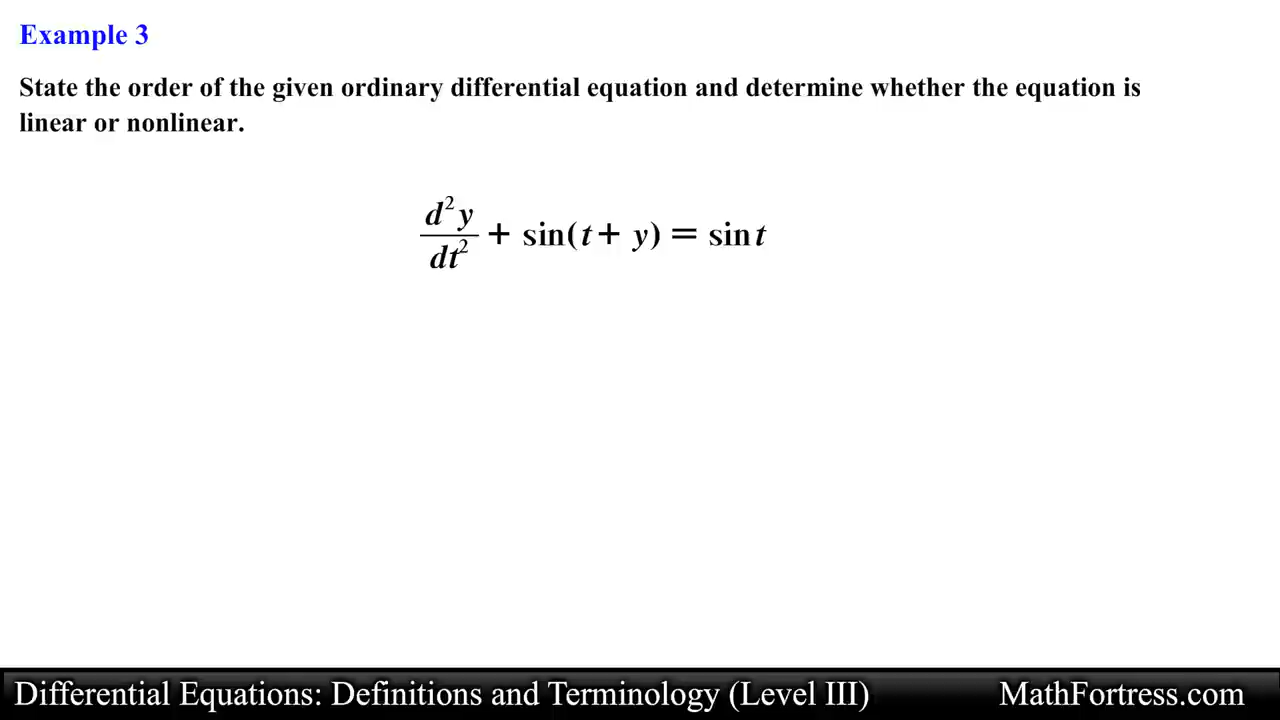 Example 3
State the order of the given ordinary differential equation and determine whether the equation is
linear or nonlinear.
d²y/dt² + sin(t + y) = sin t
Differential Equations: Definitions and Terminology (Level III) MathFortress.com